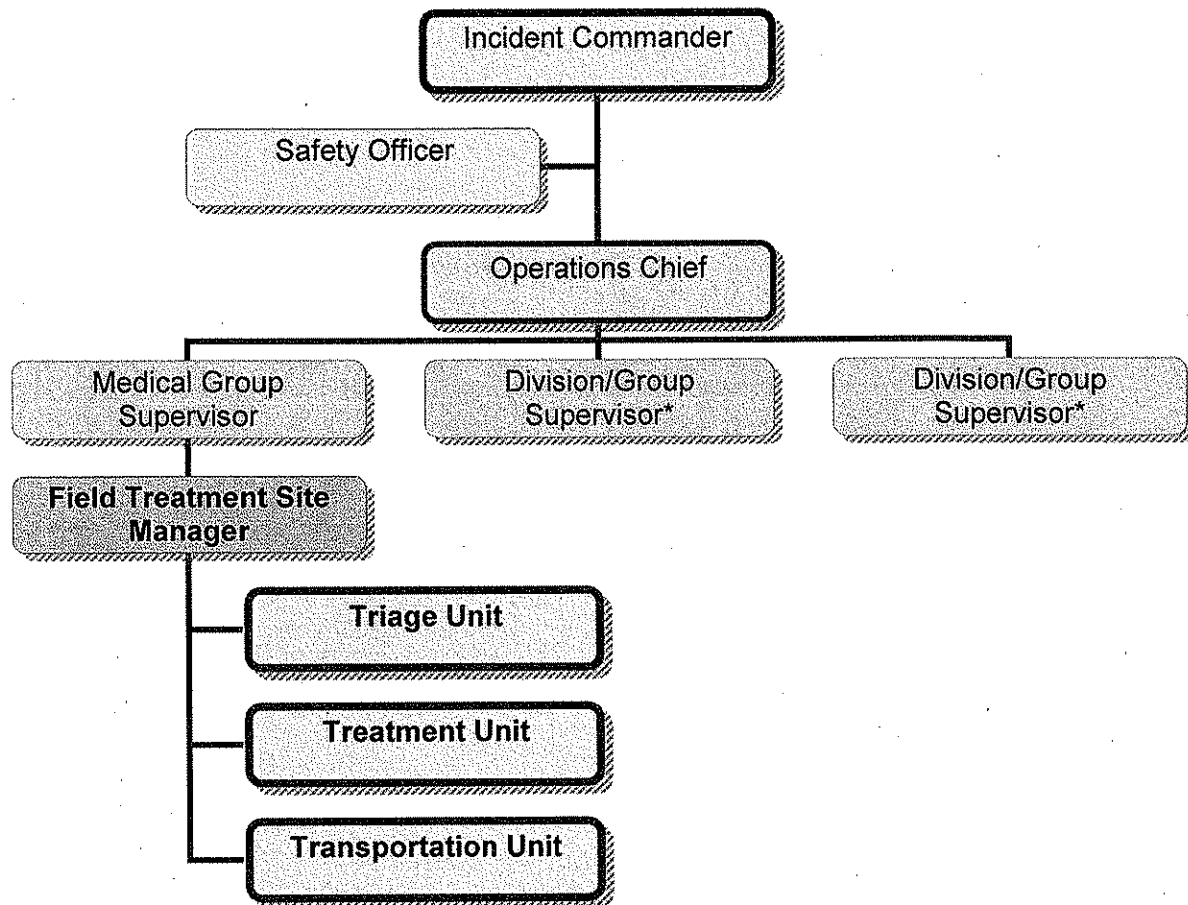 Incident Commander
Safety Officer
Operations Chief
Medical Group
Supervisor
Division/Group
Supervisor*
Division/Group
Supervisor*
Field Treatment Site
Manager
Triage Unit
Treatment Unit
Transportation Unit